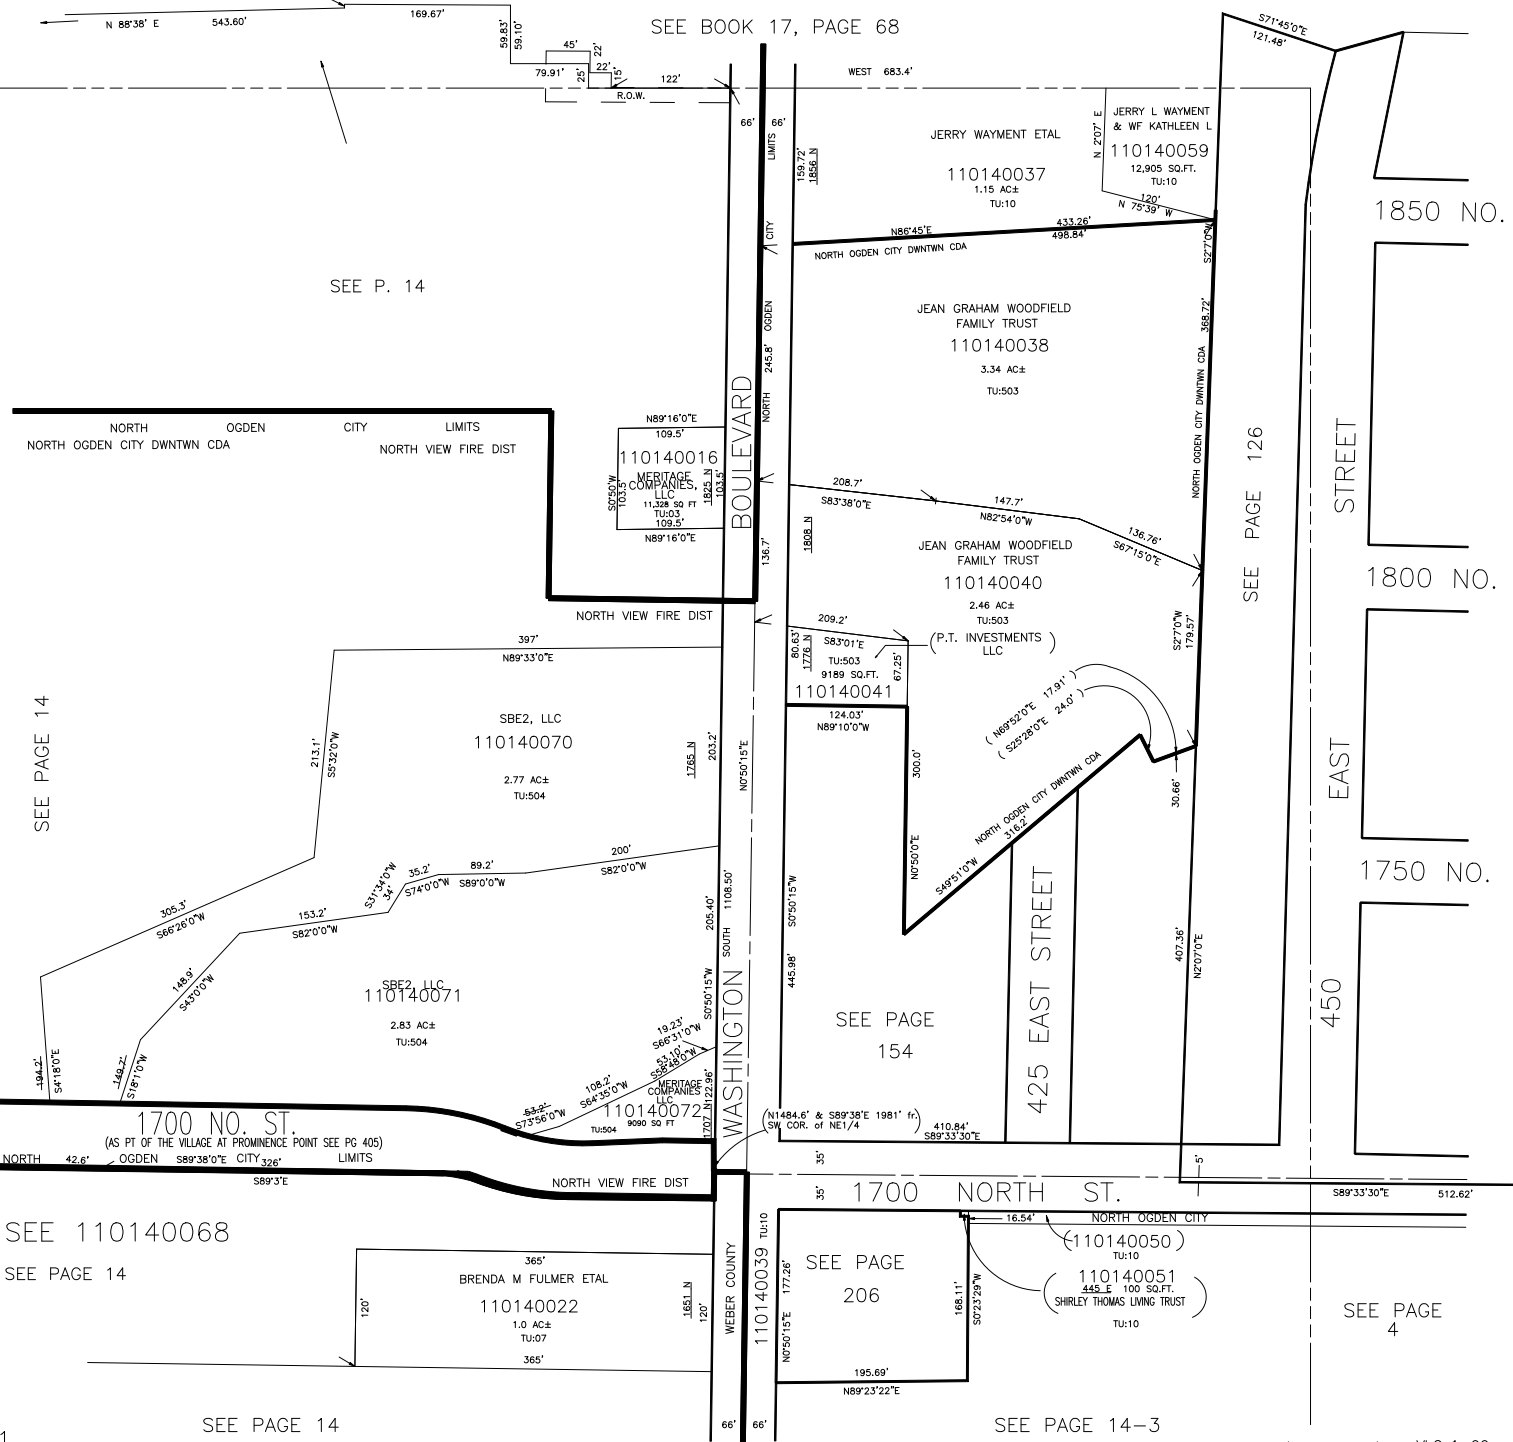 SEE BOOK 17, PAGE 68
N 88°38' E
543.60'
169.67'
59.83'
59.10'
45'
22'
79.91'
25'
22'
15'
122'
R.O.W.
WEST 683.4'
S71°45'0"E
121.48'
66'
66'
LIMITS
CITY
OGDEN
NORTH
159.72'
1856 N
JERRY WAYMENT ETAL
110140037
1.15 AC±
TU:10
N 2°07' E
JERRY L WAYMENT
& WF KATHLEEN L
110140059
12,905 SQ.FT.
TU:10
120'
N 75°39' W
1850 NO.
N86°45'E
433.26'
498.84'
NORTH OGDEN CITY DWNTWN CDA
S2°7'0"W
368.72'
NORTH OGDEN CITY DWNTWN CDA
SEE P. 14
JEAN GRAHAM WOODFIELD
FAMILY TRUST
110140038
3.34 AC±
TU:503
245.8'
BOULEVARD
NORTH OGDEN CITY LIMITS
NORTH OGDEN CITY DWNTWN CDA
NORTH VIEW FIRE DIST
N89°16'0"E
109.5'
110140016
MERITAGE
COMPANIES,
LLC
11,328 SQ FT
TU:03
109.5'
N89°16'0"E
S0°50'W
103.5'
1825 N
103.5'
SEE PAGE 126
STREET
208.7'
S83°38'0"E
147.7'
N82°54'0"W
136.76'
S67°15'0"E
136.7'
1808 N
JEAN GRAHAM WOODFIELD
FAMILY TRUST
110140040
2.46 AC±
TU:503
1800 NO.
NORTH VIEW FIRE DIST
209.2'
S83°01'E
TU:503
9189 SQ.FT.
110140041
(P.T. INVESTMENTS )
LLC
80.63'
1776 N
67.25'
124.03'
N89°10'0"W
S2°7'0"W
179.57'
397'
N89°33'0"E
SEE PAGE 14
213.1'
S5°32'0"W
SBE2, LLC
110140070
2.77 AC±
TU:504
1765 N
203.2'
N0°50'15"E
300.0'
N0°50'0"E
( N69°52'0"E 17.91' )
( S25°28'0"E 24.0' )
NORTH OGDEN CITY DWNTWN CDA
316.2'
S49°51'0"W
30.66'
EAST
1750 NO.
200'
S82°0'0"W
89.2'
S89°0'0"W
35.2'
S74°0'0"W
S31°34'0"W
34'
305.3'
S66°26'0"W
153.2'
S82°0'0"W
148.9'
S43°0'0"W
205.40'
SOUTH 1108.50'
S0°50'15"W
445.98'
407.36'
N2°07'0"E
450
SBE2, LLC
110140071
2.83 AC±
TU:504
S0°50'15"W
WASHINGTON
SEE PAGE
154
425 EAST STREET
194.2'
S4°18'0"E
149.7'
S18°1'0"W
19.23'
S66°31'0"W
53.10'
S58°48'0"W
108.2'
S64°35'0"W
53.2'
S73°56'0"W
MERITAGE
COMPANIES
LLC
110140072
TU:504
9090 SQ FT
1707 N
122.96'
1700 NO. ST.
(AS PT OF THE VILLAGE AT PROMINENCE POINT SEE PG 405)
NORTH 42.6' OGDEN S89°38'0"E CITY 326' LIMITS
S89°3'E
NORTH VIEW FIRE DIST
(N1484.6' & S89°38'E 1981' fr.)
SW COR. of NE1/4
410.84'
S89°33'30"E
35'
35'
5'
1700 NORTH ST.
S89°33'30"E 512.62'
SEE 110140068
SEE PAGE 14
365'
BRENDA M FULMER ETAL
110140022
1.0 AC±
TU:07
365'
120'
1651 N
120'
WEBER COUNTY
110140039 TU:10
177.26'
N0°50'15"E
SEE PAGE
206
168.11'
S0°23'29"W
195.69'
N89°23'22"E
16.54'
NORTH OGDEN CITY
(110140050 )
TU:10
110140051
445 E 100 SQ.FT.
SHIRLEY THOMAS LIVING TRUST
TU:10
SEE PAGE
4
SEE PAGE 14
66'
66'
SEE PAGE 14-3
1